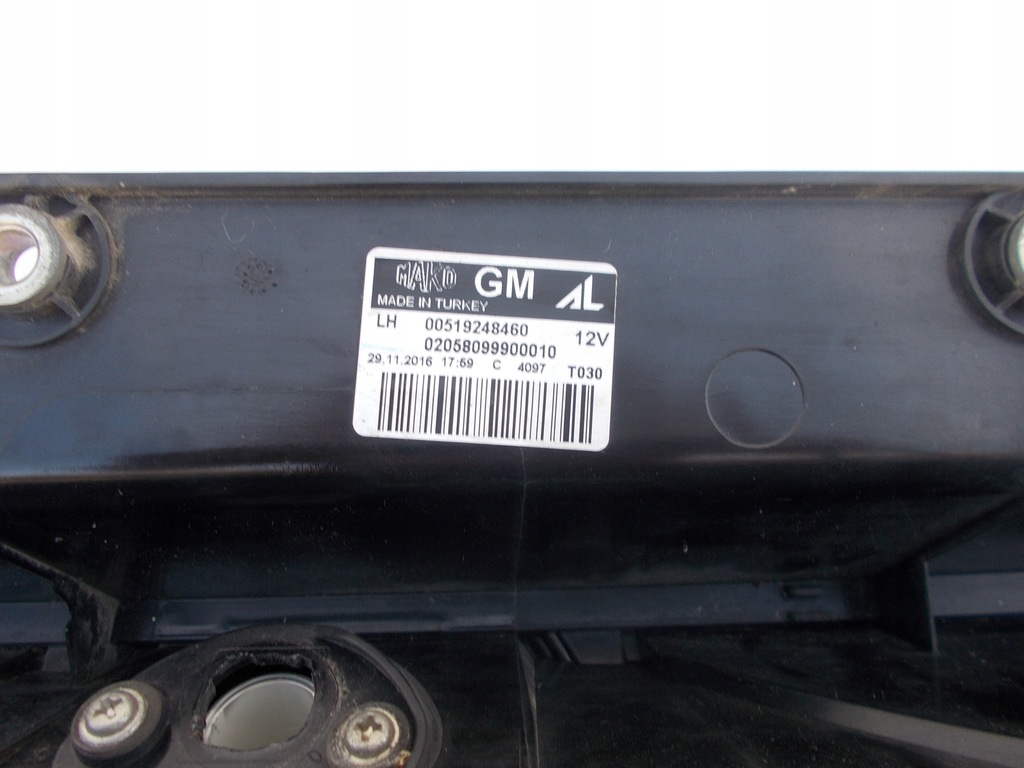 MAKO GM AL
MADE IN TURKEY
LH 00519248460 12V
02058099900010
29.11.2016 17:59 C 4097 T030